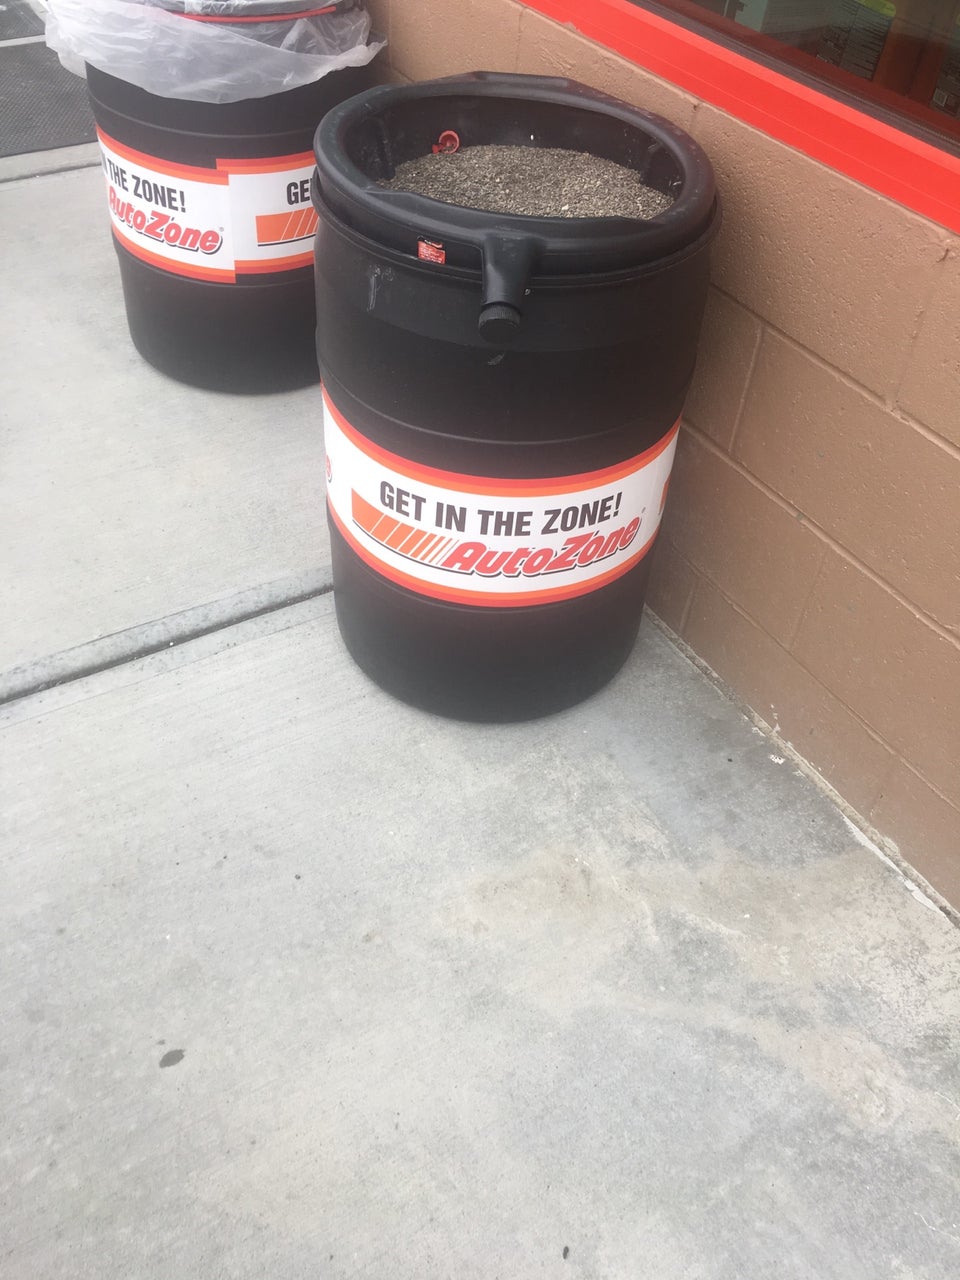 N THE ZONE!
AutoZone
GE
GET IN THE ZONE!
AutoZone